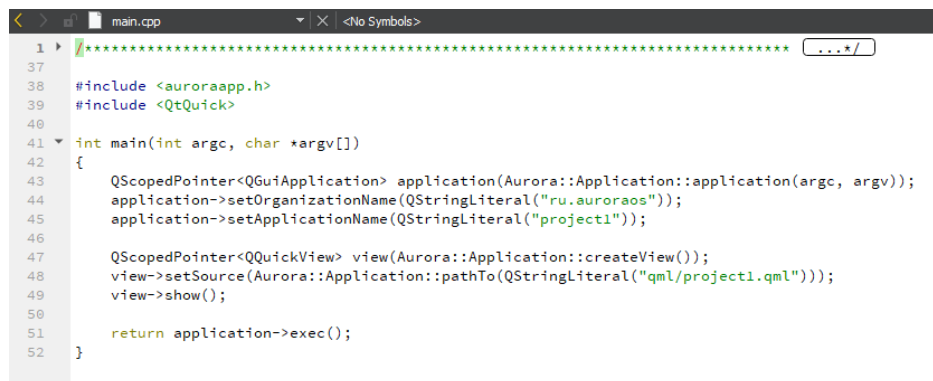 main.cpp <No Symbols>
1 /******************************************************************************* ...*/
37
38 #include <auroraapp.h>
39 #include <QtQuick>
40
41 int main(int argc, char *argv[])
42 {
43     QScopedPointer<QGuiApplication> application(Aurora::Application::application(argc, argv));
44     application->setOrganizationName(QStringLiteral("ru.auroraos"));
45     application->setApplicationName(QStringLiteral("project1"));
46
47     QScopedPointer<QQuickView> view(Aurora::Application::createView());
48     view->setSource(Aurora::Application::pathTo(QStringLiteral("qml/project1.qml")));
49     view->show();
50
51     return application->exec();
52 }